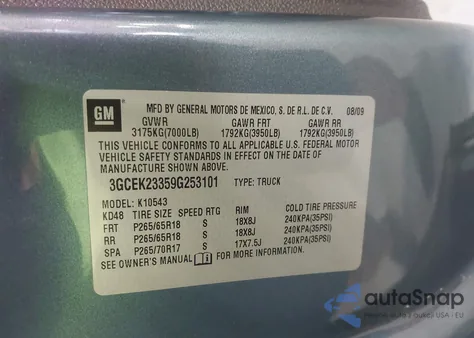 GM
MFD BY GENERAL MOTORS DE MEXICO, S. DE R.L. DE C.V. 08/09
GVWR GAWR FRT GAWR RR
3175KG(7000LB) 1792KG(3950LB) 1792KG(3950LB)
THIS VEHICLE CONFORMS TO ALL APPLICABLE U.S. FEDERAL MOTOR
VEHICLE SAFETY STANDARDS IN EFFECT ON THE DATE OF
MANUFACTURE SHOWN ABOVE.
3GCEK23359G253101 TYPE: TRUCK
MODEL: K10543
KD48 TIRE SIZE SPEED RTG RIM COLD TIRE PRESSURE
FRT P265/65R18 S 18X8J 240KPA(35PSI)
RR P265/65R18 S 18X8J 240KPA(35PSI)
SPA P265/70R17 S 17X7.5J 240KPA(35PSI)
SEE OWNER'S MANUAL i FOR MORE INFORMATION.
autoSnap